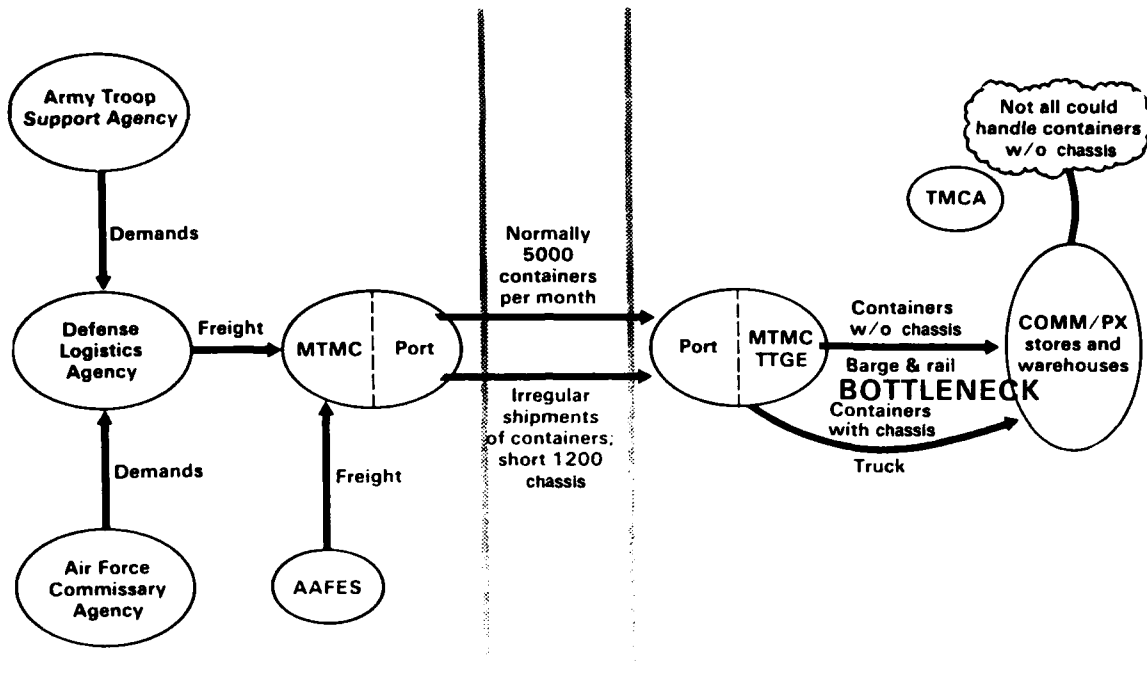 Army Troop
Support Agency
Demands
Defense
Logistics
Agency
Freight
Demands
Air Force
Commissary
Agency
MTMC
Port
Freight
AAFES
Normally
5000
containers
per month
Irregular
shipments
of containers;
short 1200
chassis
Port
MTMC
TTGE
Containers
w/o chassis
Barge & rail
BOTTLENECK
Containers
with chassis
Truck
TMCA
Not all could
handle containers
w/o chassis
COMM/PX
stores and
warehouses